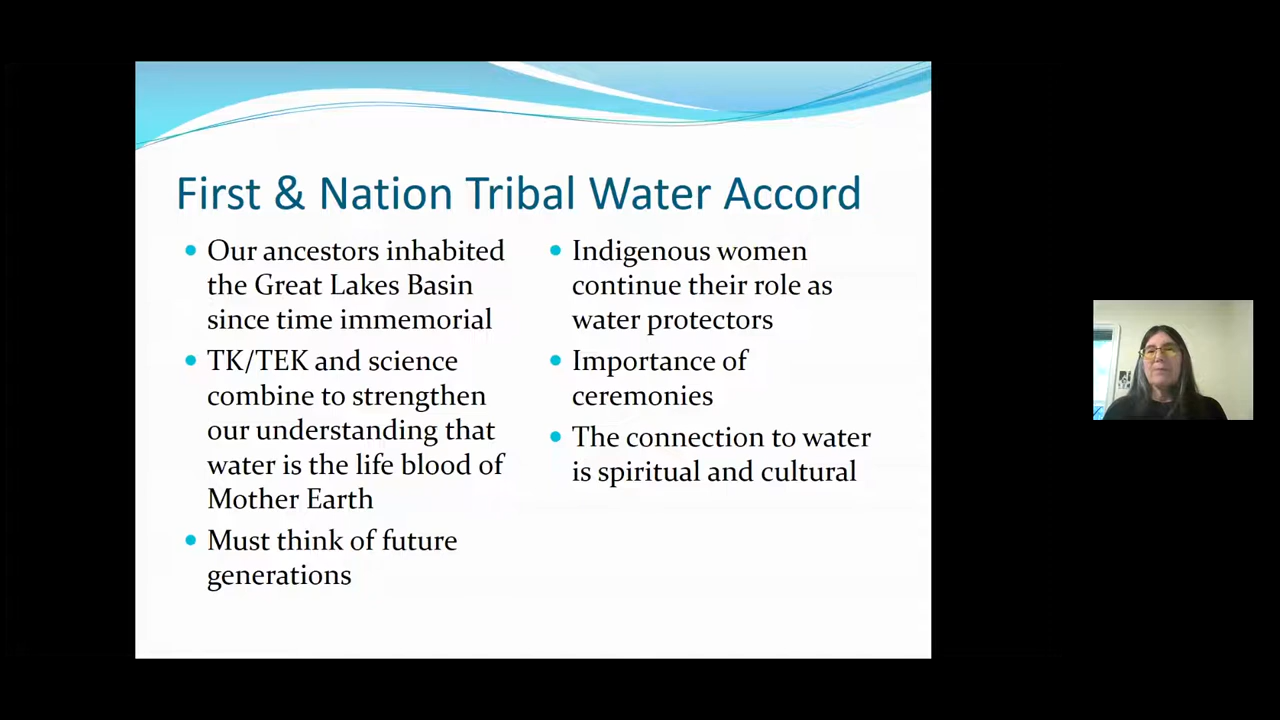 First & Nation Tribal Water Accord
• Our ancestors inhabited
the Great Lakes Basin
since time immemorial
• TK/TEK and science
combine to strengthen
our understanding that
water is the life blood of
Mother Earth
• Must think of future
generations
• Indigenous women
continue their role as
water protectors
• Importance of
ceremonies
• The connection to water
is spiritual and cultural